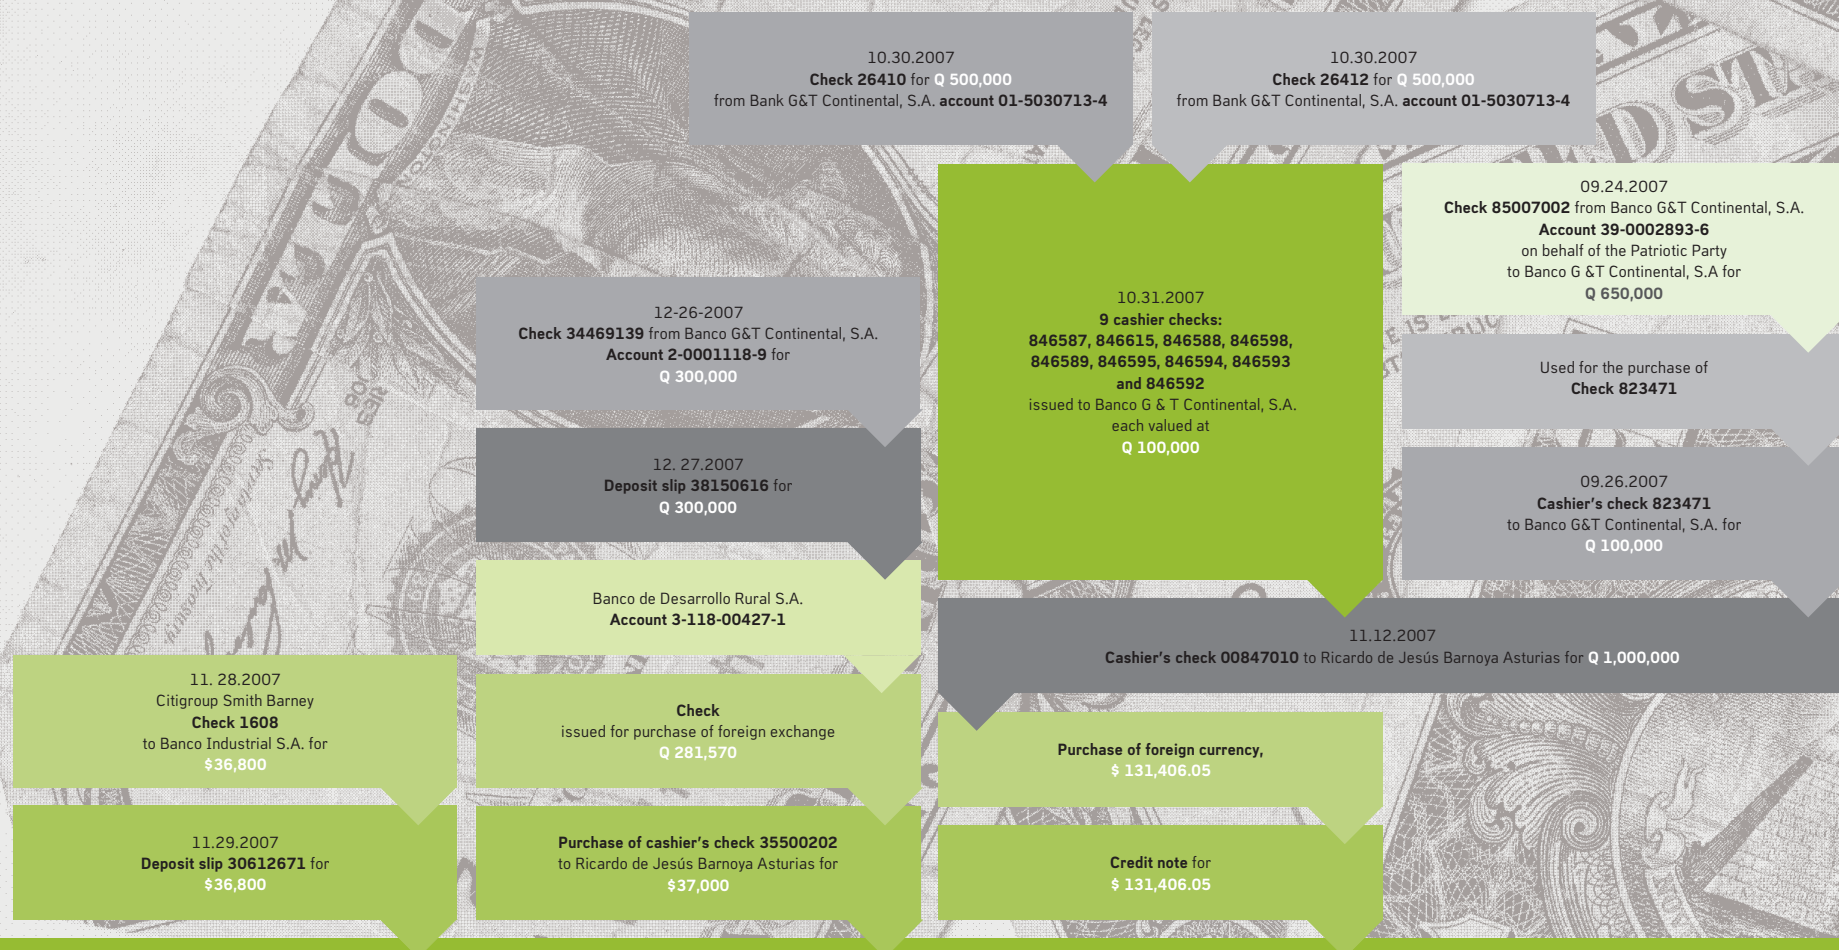 10.30.2007
Check 26410 for Q 500,000
from Bank G&T Continental, S.A. account 01-5030713-4
10.30.2007
Check 26412 for Q 500,000
from Bank G&T Continental, S.A. account 01-5030713-4
09.24.2007
Check 85007002 from Banco G&T Continental, S.A.
Account 39-0002893-6
on behalf of the Patriotic Party
to Banco G &T Continental, S.A for
Q 650,000
10.31.2007
9 cashier checks:
846587, 846615, 846588, 846598,
846589, 846595, 846594, 846593
and 846592
issued to Banco G & T Continental, S.A.
each valued at
Q 100,000
12-26-2007
Check 34469139 from Banco G&T Continental, S.A.
Account 2-0001118-9 for
Q 300,000
Used for the purchase of
Check 823471
12. 27.2007
Deposit slip 38150616 for
Q 300,000
09.26.2007
Cashier's check 823471
to Banco G&T Continental, S.A. for
Q 100,000
Banco de Desarrollo Rural S.A.
Account 3-118-00427-1
11.12.2007
Cashier's check 00847010 to Ricardo de Jesús Barnoya Asturias for Q 1,000,000
11. 28.2007
Citigroup Smith Barney
Check 1608
to Banco Industrial S.A. for
$36,800
Check
issued for purchase of foreign exchange
Q 281,570
Purchase of foreign currency,
$ 131,406.05
11.29.2007
Deposit slip 30612671 for
$36,800
Purchase of cashier's check 35500202
to Ricardo de Jesús Barnoya Asturias for
$37,000
Credit note for
$ 131,406.05
WASHINGTON